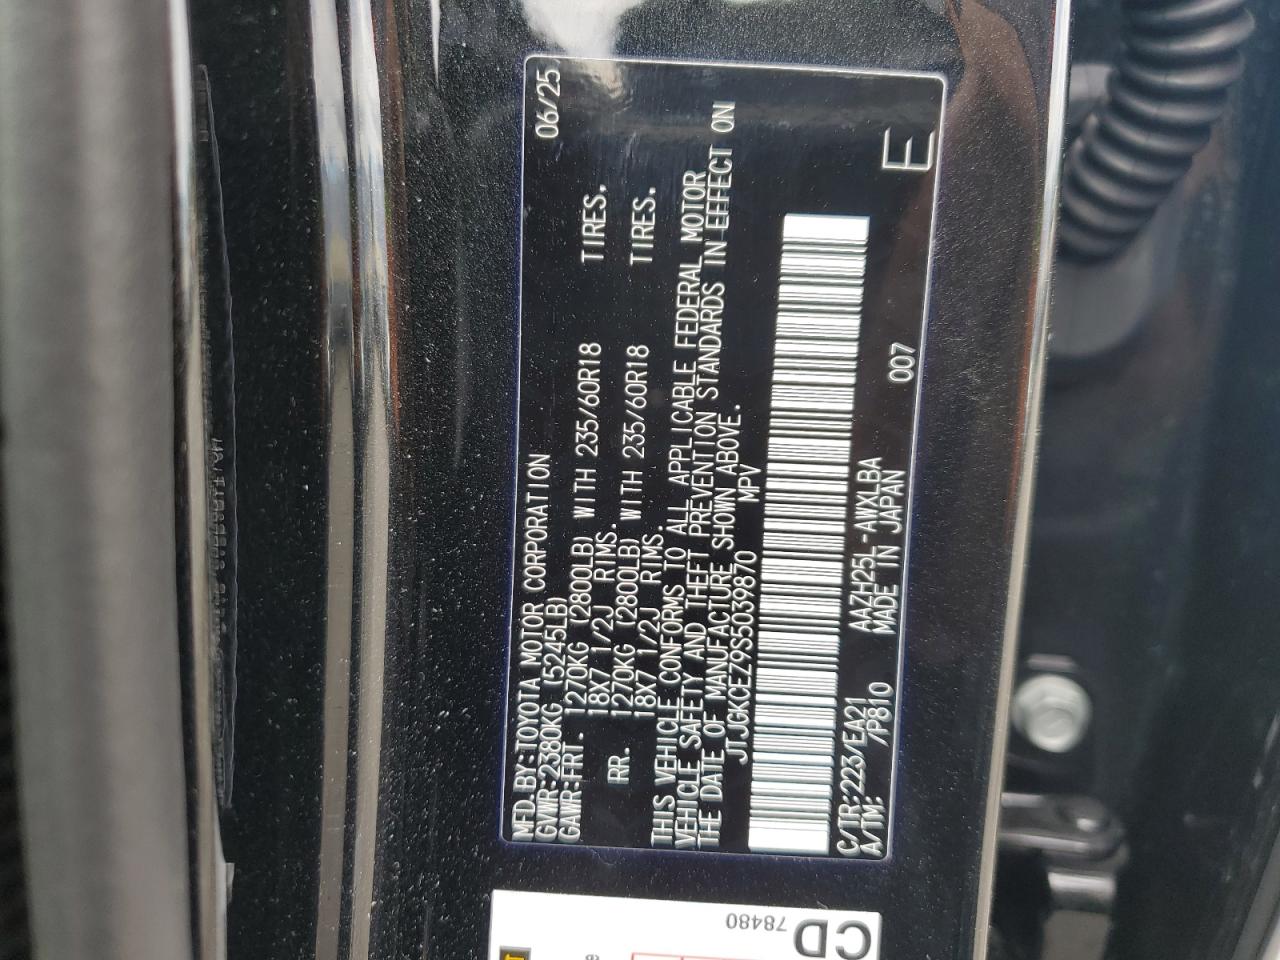 MFD.BY:TOYOTA MOTOR CORPORATION 06/25
GVWR:2380KG (5245LB)
GAWR:FRT. 1270KG (2800LB) WITH 235/60R18 TIRES.
18X7 1/2J RIMS.
RR. 1270KG (2800LB) WITH 235/60R18 TIRES.
18X7 1/2J RIMS.
THIS VEHICLE CONFORMS TO ALL APPLICABLE FEDERAL MOTOR
VEHICLE SAFETY AND THEFT PREVENTION STANDARDS IN EFFECT ON
THE DATE OF MANUFACTURE SHOWN ABOVE.
JTJGKCEZ9S5039870 MPV
C/TR:223/EA21 AAZH25L-AWXLBA
A/TM: /P810 MADE IN JAPAN 007
E
CD
78480